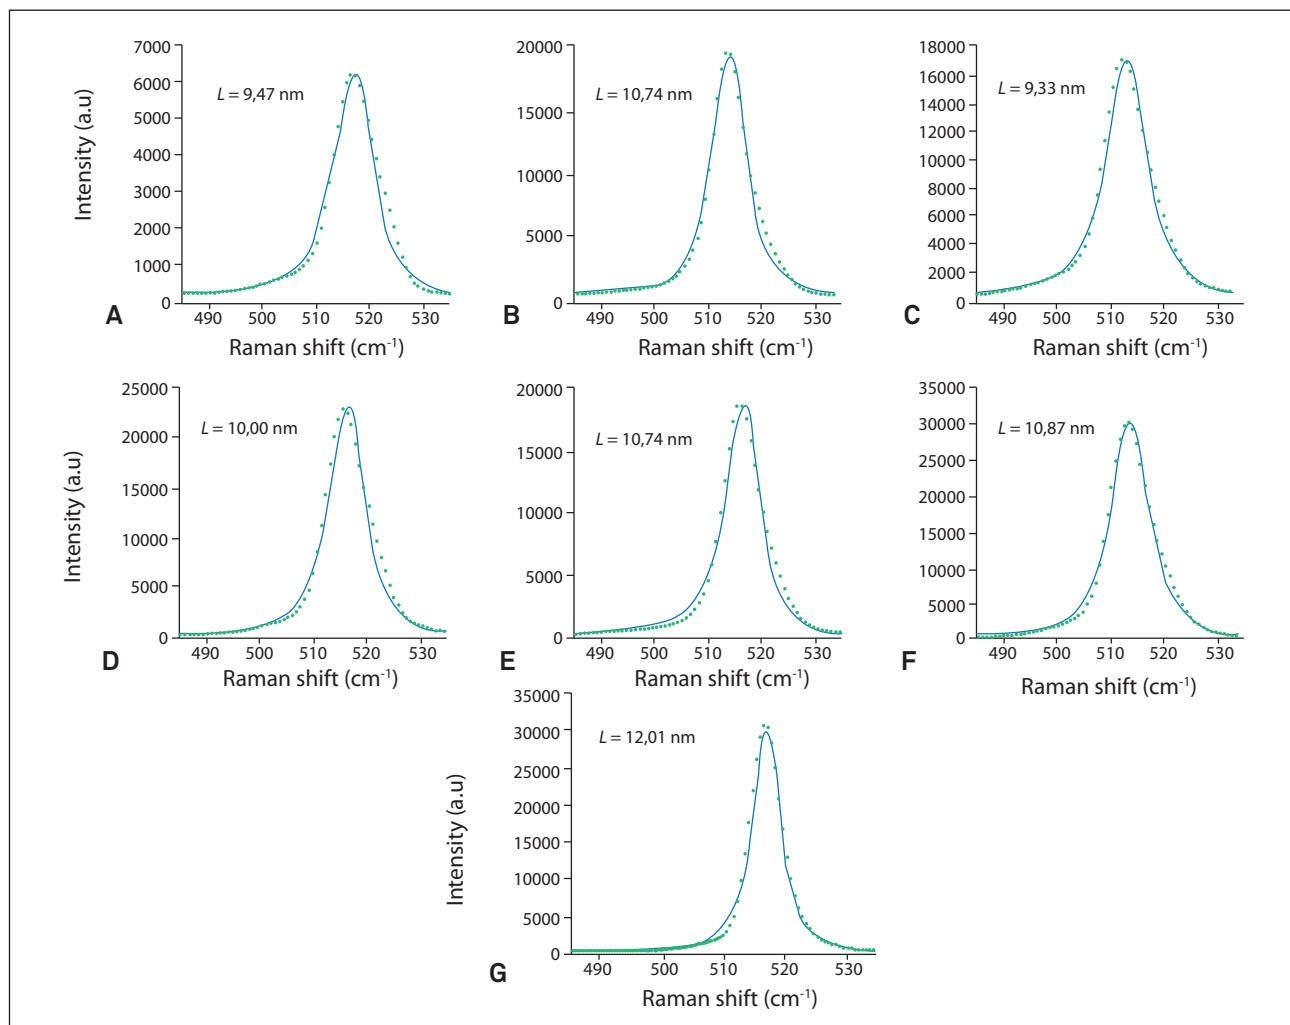 7000
6000
5000
4000
3000
2000
1000
0
Intensity (a.u)
L = 9,47 nm
490 500 510 520 530
A
Raman shift (cm-1)
20000
15000
10000
5000
0
L = 10,74 nm
490 500 510 520 530
B
Raman shift (cm-1)
18000
16000
14000
12000
10000
8000
6000
4000
2000
0
L = 9,33 nm
490 500 510 520 530
C
Raman shift (cm-1)
25000
20000
15000
10000
5000
0
Intensity (a.u)
L = 10,00 nm
490 500 510 520 530
D
Raman shift (cm-1)
20000
15000
10000
5000
0
L = 10,74 nm
490 500 510 520 530
E
Raman shift (cm-1)
35000
30000
25000
20000
15000
10000
5000
0
L = 10,87 nm
490 500 510 520 530
F
Raman shift (cm-1)
35000
30000
25000
20000
15000
10000
5000
0
Intensity (a.u)
L = 12,01 nm
490 500 510 520 530
G
Raman shift (cm-1)